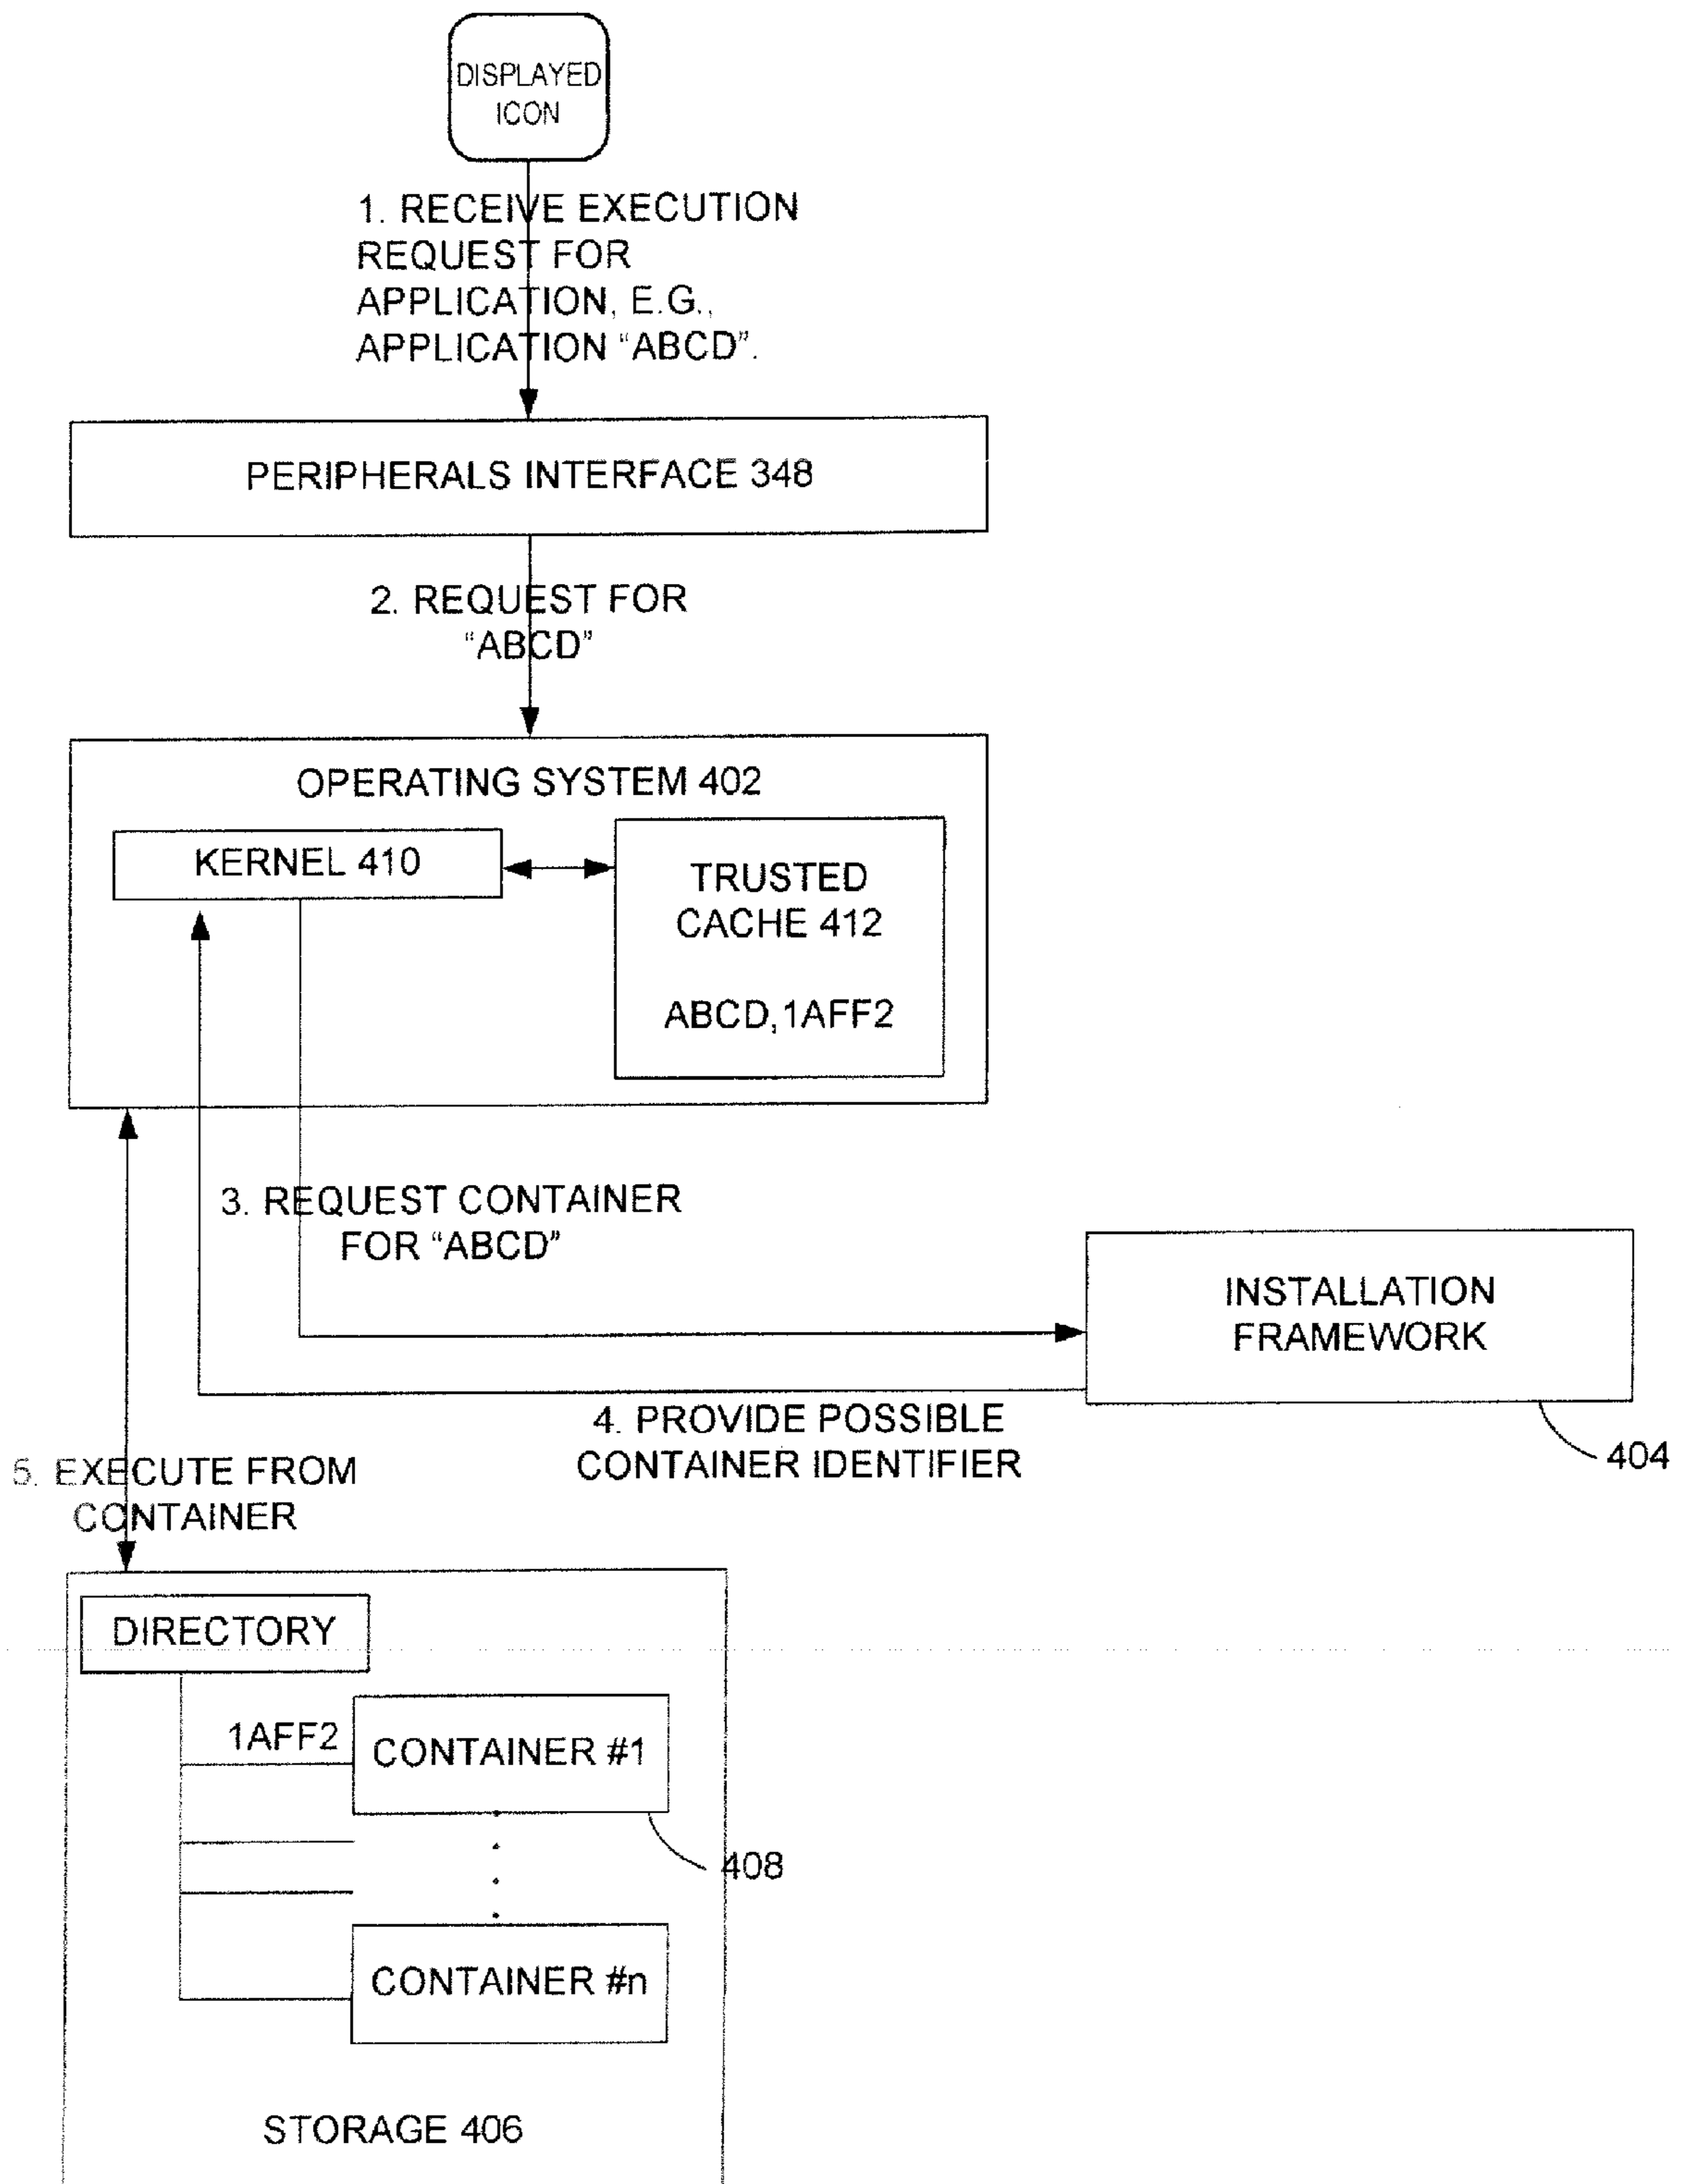 DISPLAYED
ICON
1. RECEIVE EXECUTION
REQUEST FOR
APPLICATION, E.G.,
APPLICATION “ABCD”.
PERIPHERALS INTERFACE 348
2. REQUEST FOR
“ABCD”
OPERATING SYSTEM 402
KERNEL 410
TRUSTED
CACHE 412
ABCD, 1AFF2
3. REQUEST CONTAINER
FOR “ABCD”
INSTALLATION
FRAMEWORK
404
4. PROVIDE POSSIBLE
CONTAINER IDENTIFIER
5. EXECUTE FROM
CONTAINER
DIRECTORY
1AFF2
CONTAINER #1
408
CONTAINER #n
STORAGE 406